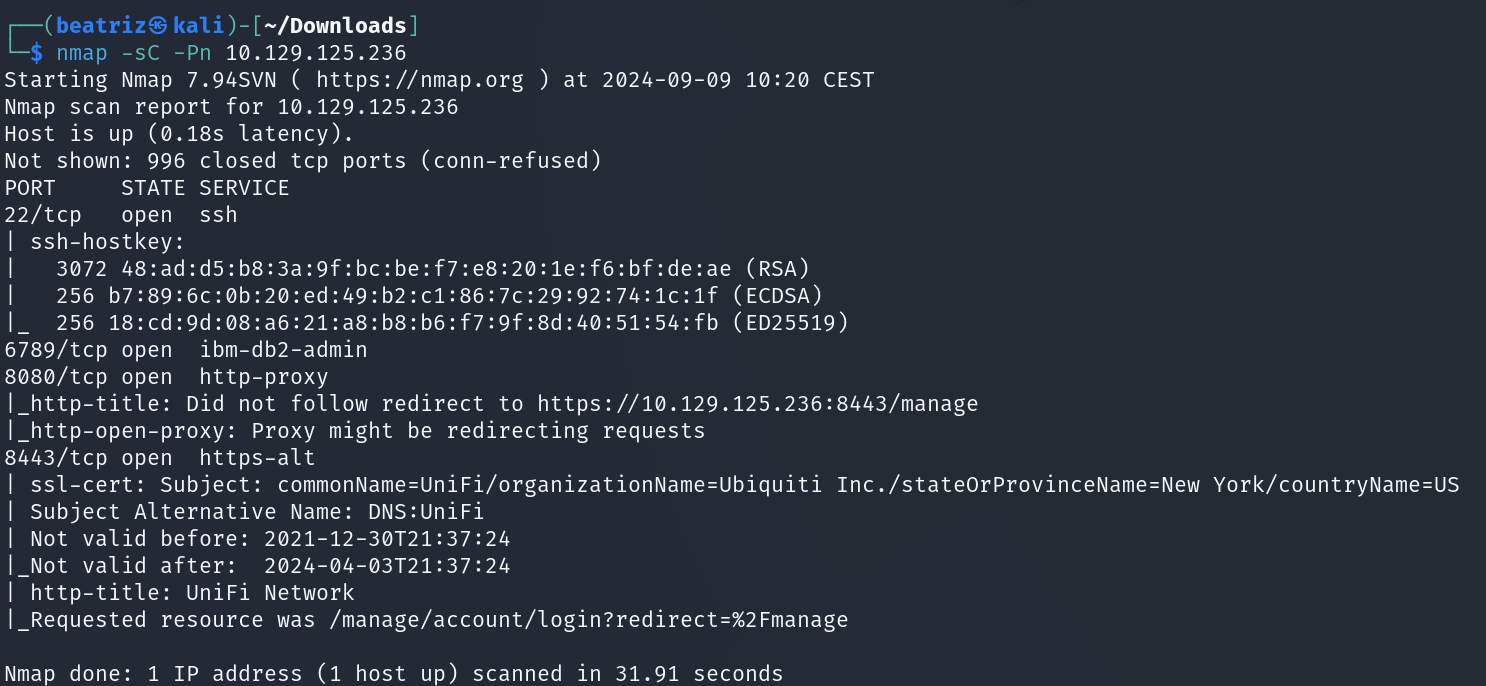 ┌──(beatriz㉿kali)-[~/Downloads]
└─$ nmap -sC -Pn 10.129.125.236
Starting Nmap 7.94SVN ( https://nmap.org ) at 2024-09-09 10:20 CEST
Nmap scan report for 10.129.125.236
Host is up (0.18s latency).
Not shown: 996 closed tcp ports (conn-refused)
PORT     STATE SERVICE
22/tcp   open  ssh
| ssh-hostkey:
|   3072 48:ad:d5:b8:3a:9f:bc:be:f7:e8:20:1e:f6:bf:de:ae (RSA)
|   256 b7:89:6c:0b:20:ed:49:b2:c1:86:7c:29:92:74:1c:1f (ECDSA)
|_  256 18:cd:9d:08:a6:21:a8:b8:b6:f7:9f:8d:40:51:54:fb (ED25519)
6789/tcp open  ibm-db2-admin
8080/tcp open  http-proxy
|_http-title: Did not follow redirect to https://10.129.125.236:8443/manage
|_http-open-proxy: Proxy might be redirecting requests
8443/tcp open  https-alt
| ssl-cert: Subject: commonName=UniFi/organizationName=Ubiquiti Inc./stateOrProvinceName=New York/countryName=US
| Subject Alternative Name: DNS:UniFi
| Not valid before: 2021-12-30T21:37:24
|_Not valid after:  2024-04-03T21:37:24
| http-title: UniFi Network
|_Requested resource was /manage/account/login?redirect=%2Fmanage
Nmap done: 1 IP address (1 host up) scanned in 31.91 seconds